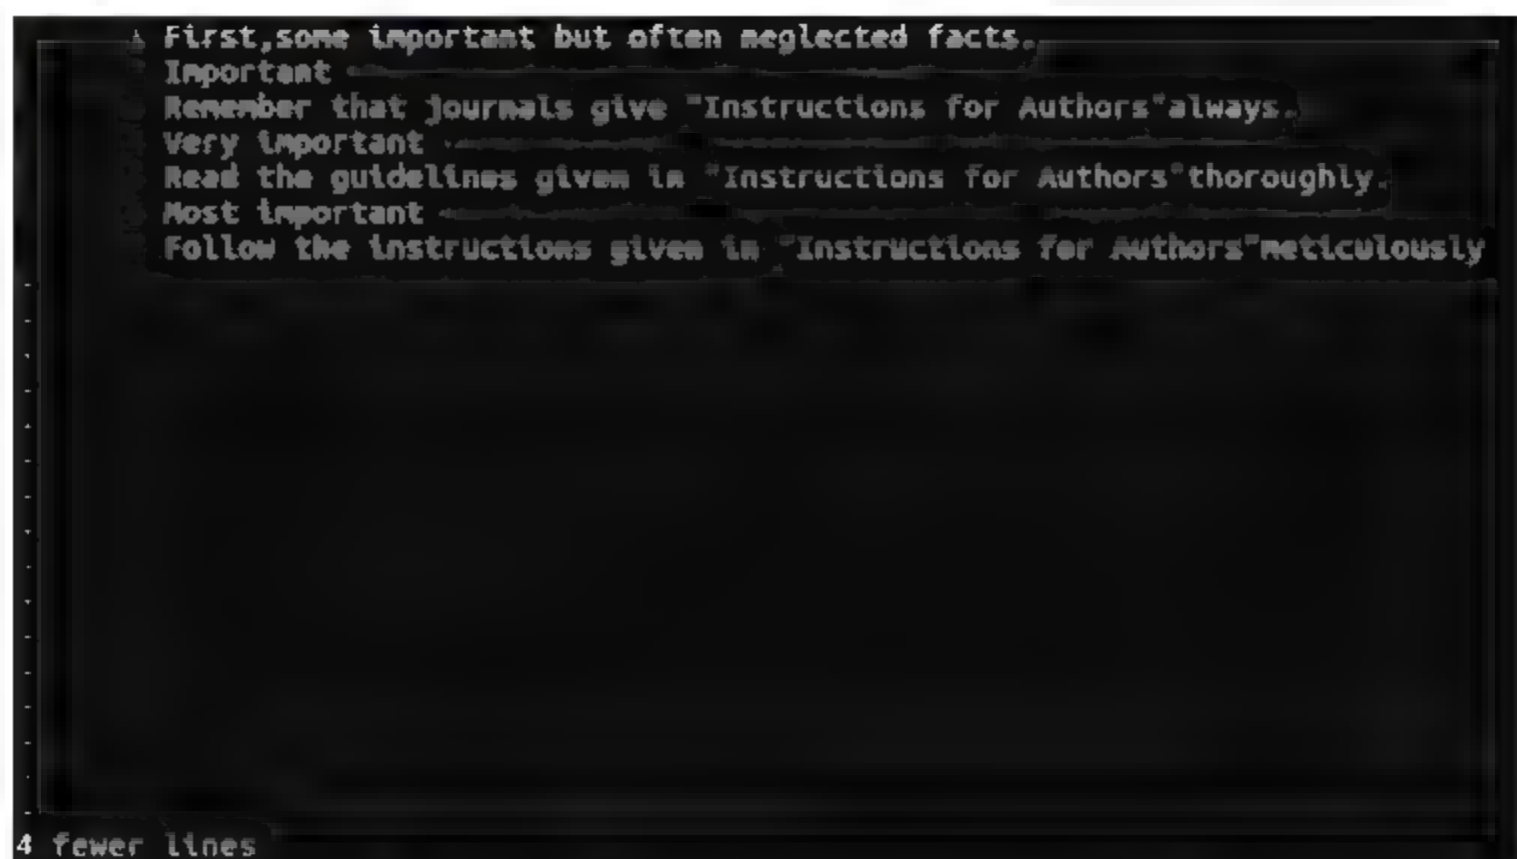 First,some important but often neglected facts.
Important
Remember that journals give "Instructions for Authors"always.
Very important
Read the guidelines given in "Instructions for Authors"thoroughly.
Most important
Follow the instructions given in "Instructions for Authors"meticulously
4 fewer lines